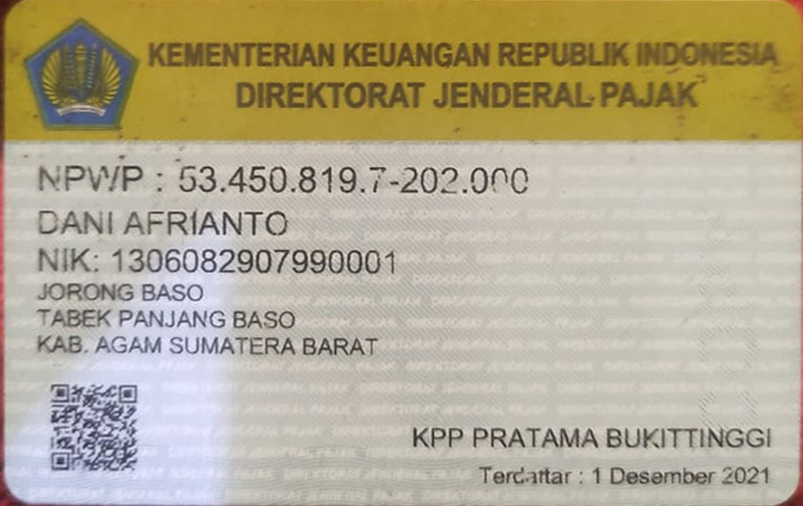 KEMENTERIAN KEUANGAN REPUBLIK INDONESIA
DIREKTORAT JENDERAL PAJAK
NPWP : 53.450.819.7-202.000
DANI AFRIANTO
NIK: 1306082907990001
JORONG BASO
TABEK PANJANG BASO
KAB. AGAM SUMATERA BARAT
KPP PRATAMA BUKITTINGGI
Terdaftar : 1 Desember 2021